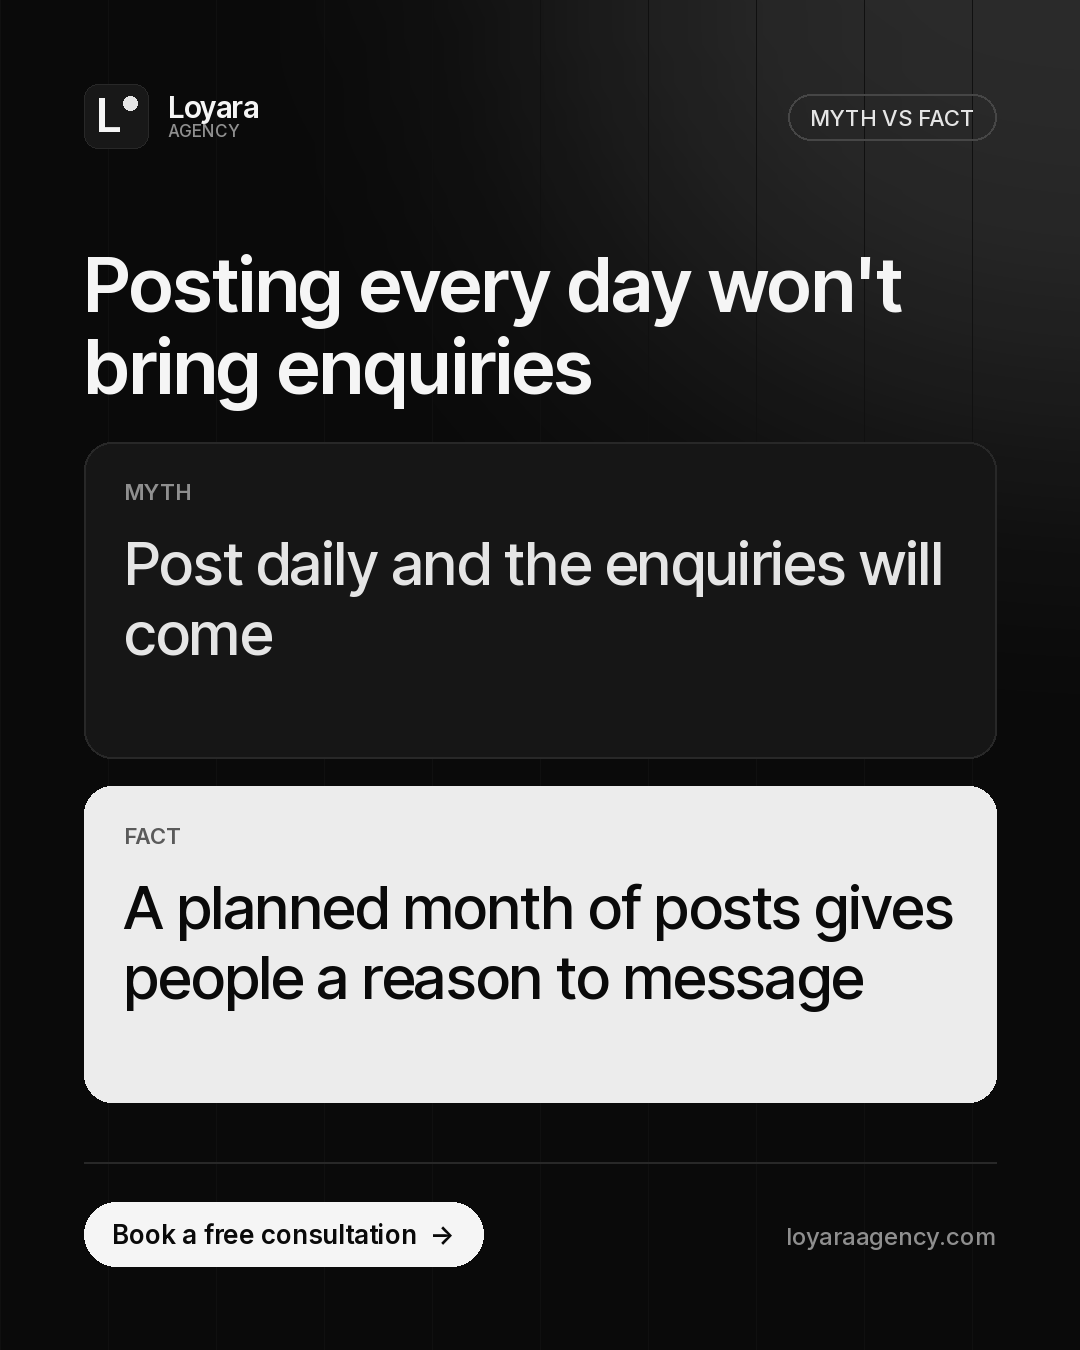 Loyara
AGENCY
MYTH VS FACT
Posting every day won't
bring enquiries
MYTH
Post daily and the enquiries will
come
FACT
A planned month of posts gives
people a reason to message
Book a free consultation →
loyaraagency.com